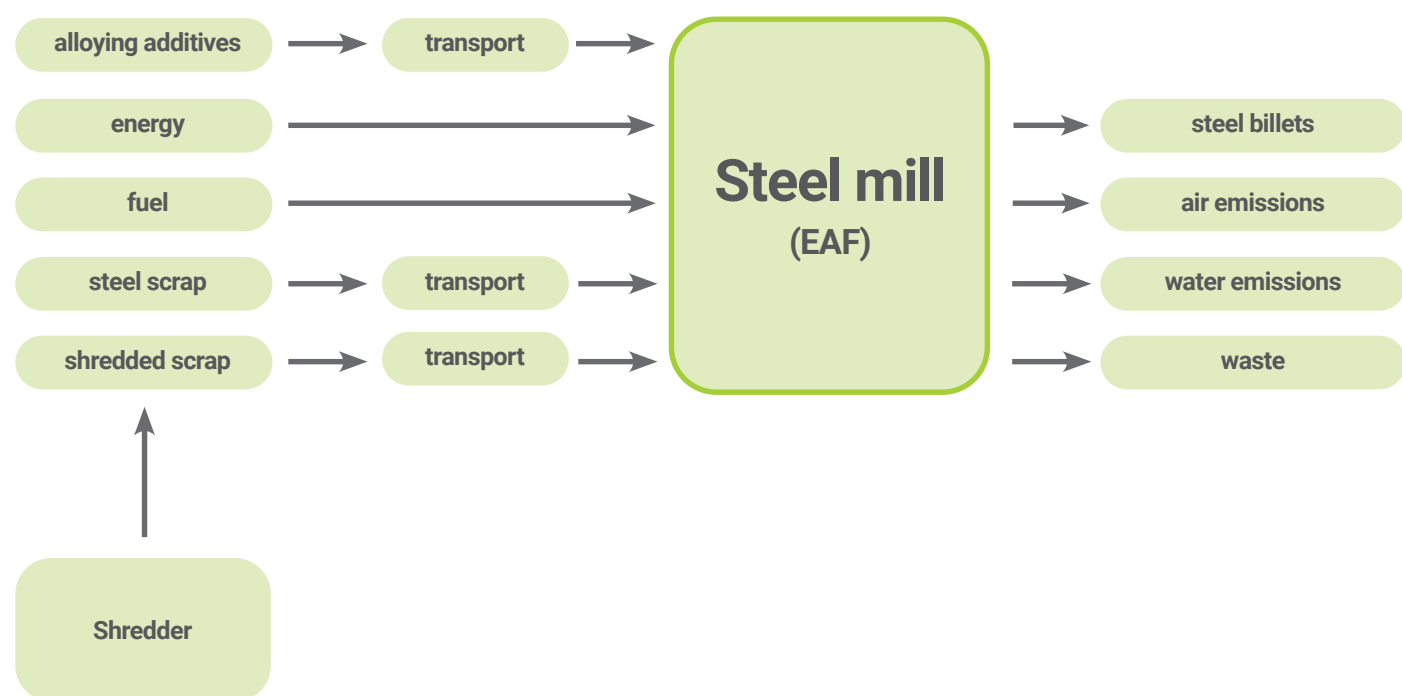 alloying additives
transport
energy
steel billets
Steel mill
fuel
air emissions
(EAF)
steel scrap
transport
water emissions
shredded scrap
transport
waste
Shredder